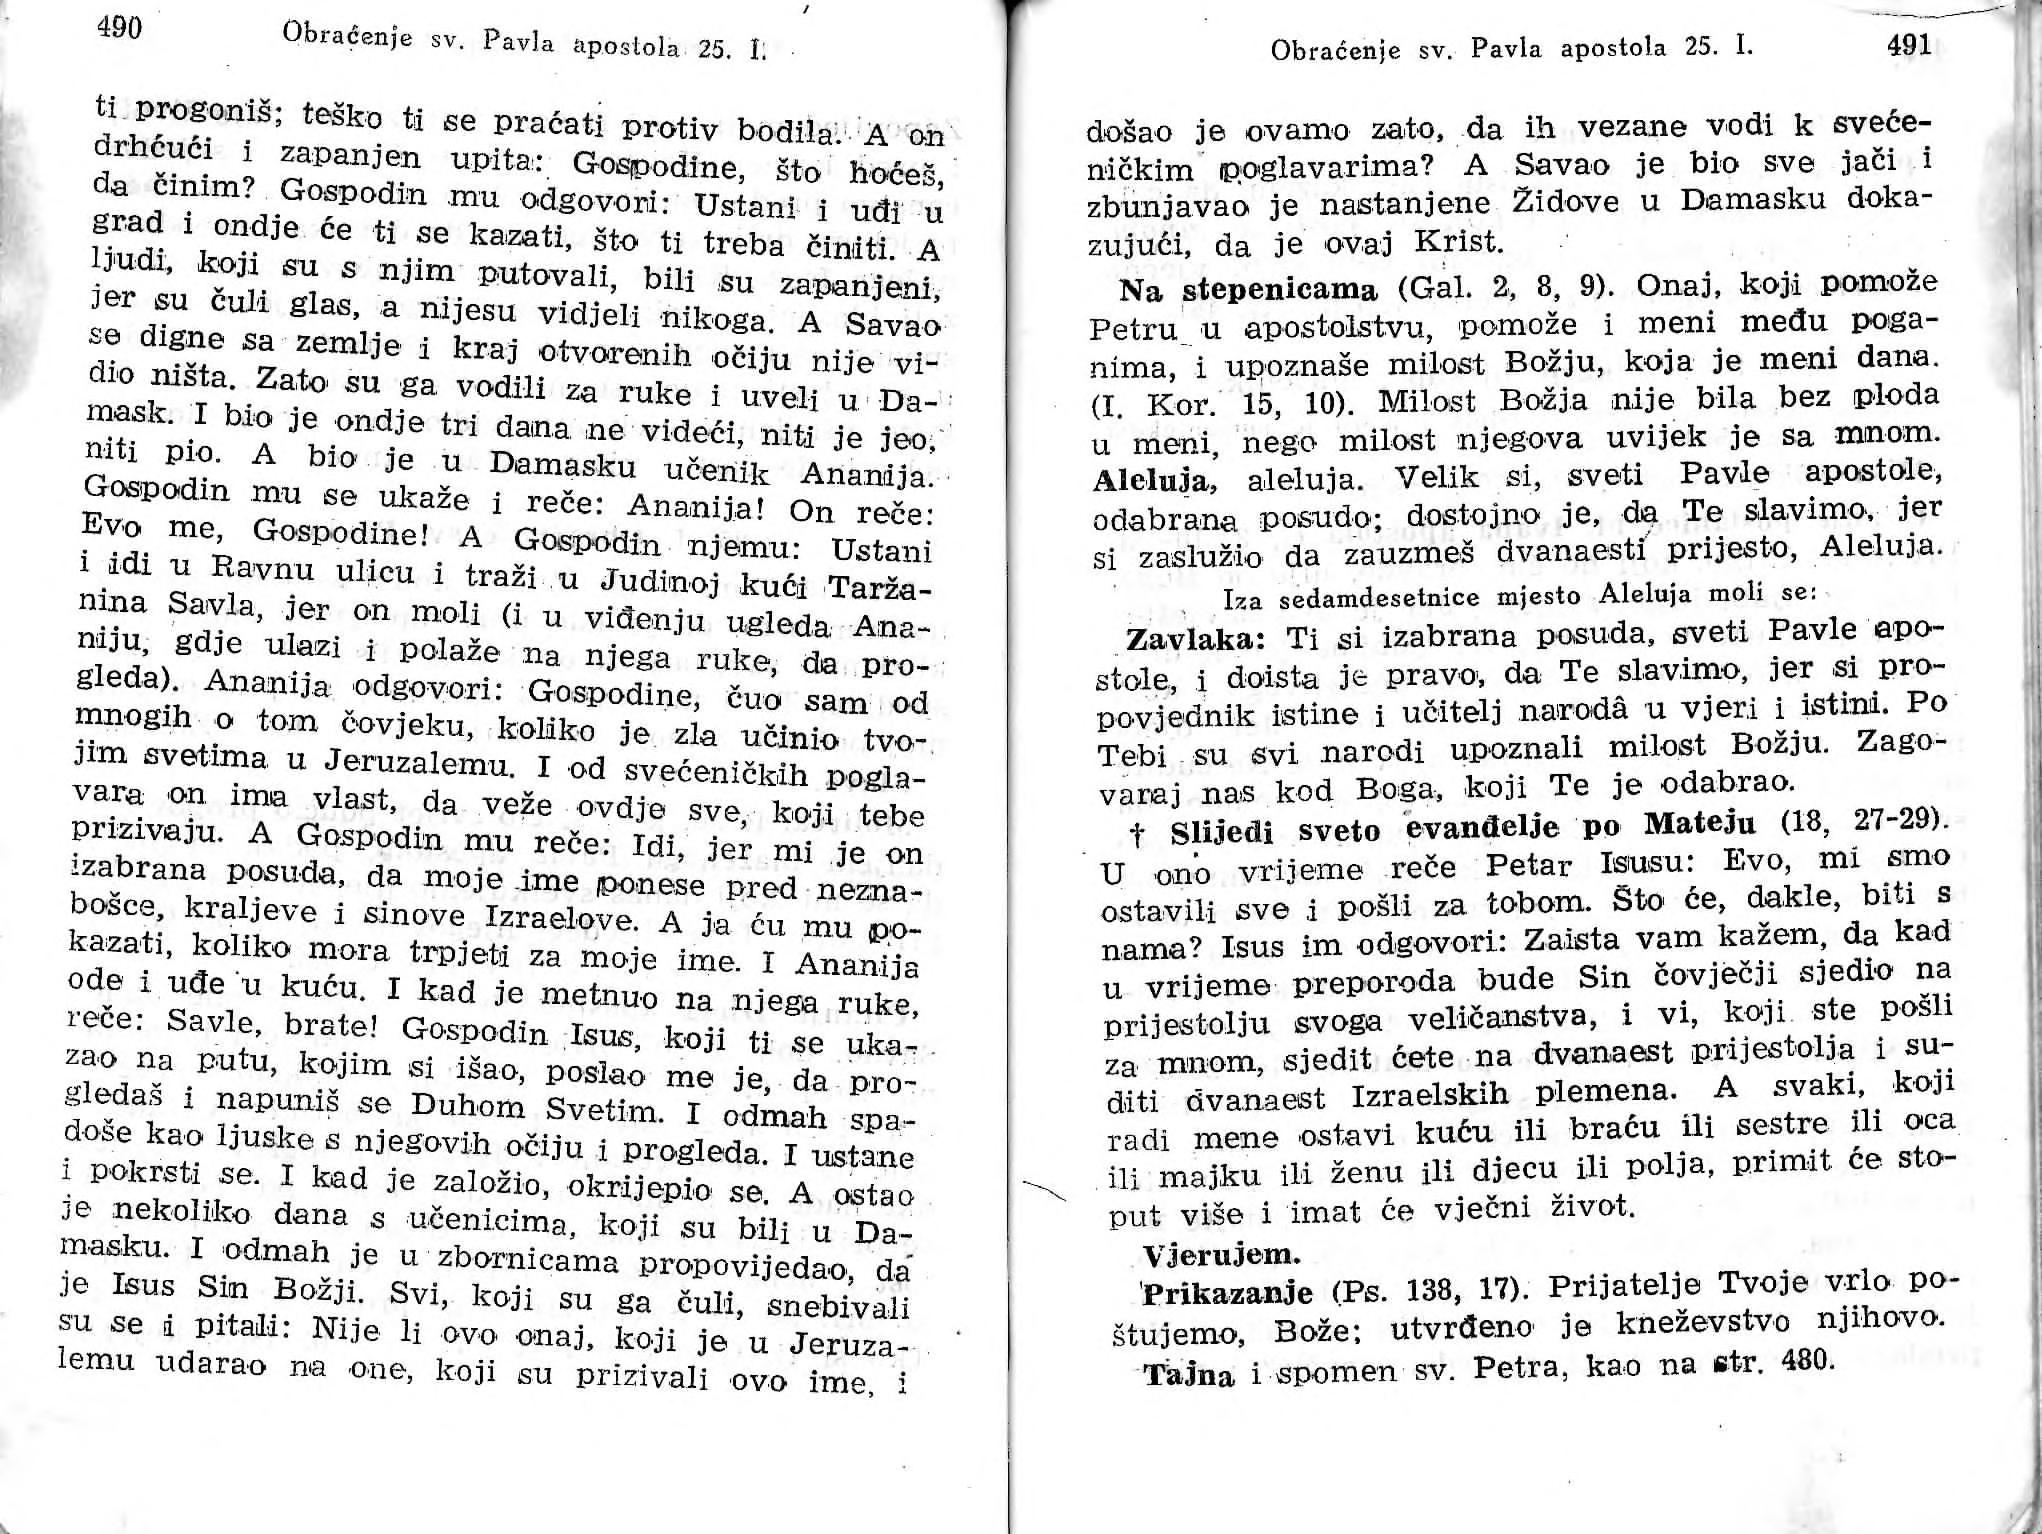 490
Obraćenje sv. Pavla apostola 25. I.
ti progoniš; teško ti se praćati protiv bodila. A on
drhćući i zapanjen upita: Gospodine, što hoćeš,
da činim? Gospodin mu odgovori: Ustani i uđi u
grad i ondje će ti se kazati, što ti treba činiti. A
ljudi, koji su s njim putovali, bili su zapanjeni,
jer su čuli glas, a nijesu vidjeli nikoga. A Savao
se digne sa zemlje i kraj otvorenih očiju nije vi-
dio ništa. Zato su ga vodili za ruke i uveli u Da-
mask. I bio je ondje tri dana ne videći, niti je jeo,
niti pio. A bio je u Damasku učenik Ananija.
Gospodin mu se ukaže i reče: Ananija! On reče:
Evo me, Gospodine! A Gospodin njemu: Ustani
i idi u Ravnu ulicu i traži u Judinoj kući Tarža-
nina Savla, jer on moli (i u viđenju ugleda Ana-
niju, gdje ulazi i polaže na njega ruke, da pro-
gleda). Ananija odgovori: Gospodine, čuo sam od
mnogih o tom čovjeku, koliko je zla učinio tvo-
jim svetima u Jeruzalemu. I od svećeničkih pogla-
vara on ima vlast, da veže ovdje sve, koji tebe
prizivaju. A Gospodin mu reče: Idi, jer mi je on
izabrana posuda, da moje ime ponese pred nezna-
bošce, kraljeve i sinove Izraelove. A ja ću mu po-
kazati, koliko mora trpjeti za moje ime. I Ananija
ode i uđe u kuću. I kad je metnuo na njega ruke,
reče: Savle, brate! Gospodin Isus, koji ti se uka-
zao na putu, kojim si išao, poslao me je, da pro-
gledaš i napuniš se Duhom Svetim. I odmah spa-
doše kao ljuske s njegovih očiju i progleda. I ustane
i pokrsti se. I kad je založio, okrijepio se. A ostao
je nekoliko dana s učenicima, koji su bili u Da-
masku. I odmah je u zbornicama propovijedao, da
je Isus Sin Božji. Svi, koji su ga čuli, snebivali
su se i pitali: Nije li ovo onaj, koji je u Jeruza-
lemu udarao na one, koji su prizivali ovo ime, i
Obraćenje sv. Pavla apostola 25. I.
491
došao je ovamo zato, da ih vezane vodi k sveće-
ničkim poglavarima? A Savao je bio sve jači i
zbunjavao je nastanjene Židove u Damasku doka-
zujući, da je ovaj Krist.
Na stepenicama (Gal. 2, 8, 9). Onaj, koji pomože
Petru u apostolstvu, pomože i meni među poga-
nima, i upoznaše milost Božju, koja je meni dana.
(I. Kor. 15, 10). Milost Božja nije bila bez ploda
u meni, nego milost njegova uvijek je sa mnom.
Aleluja, aleluja. Velik si, sveti Pavle apostole,
odabrana posudo; dostojno je, da Te slavimo, jer
si zaslužio da zauzmeš dvanaesti prijesto, Aleluja.
Iza sedamdesetnice mjesto Aleluja moli se:
Zavlaka: Ti si izabrana posuda, sveti Pavle apo-
stole, i doista je pravo, da Te slavimo, jer si pro-
povjednik istine i učitelj narodâ u vjeri i istini. Po
Tebi su svi narodi upoznali milost Božju. Zago-
varaj nas kod Boga, koji Te je odabrao.
† Slijedi sveto evanđelje po Mateju (18, 27-29).
U ono vrijeme reče Petar Isusu: Evo, mi smo
ostavili sve i pošli za tobom. Što će, dakle, biti s
nama? Isus im odgovori: Zaista vam kažem, da kad
u vrijeme preporoda bude Sin čovječji sjedio na
prijestolju svoga veličanstva, i vi, koji ste pošli
za mnom, sjedit ćete na dvanaest prijestolja i su-
diti dvanaest Izraelskih plemena. A svaki, koji
radi mene ostavi kuću ili braću ili sestre ili oca
ili majku ili ženu ili djecu ili polja, primit će sto-
put više i imat će vječni život.
Vjerujem.
Prikazanje (Ps. 138, 17). Prijatelje Tvoje vrlo po-
štujemo, Bože; utvrđeno je kneževstvo njihovo.
Tajna i spomen sv. Petra, kao na str. 480.